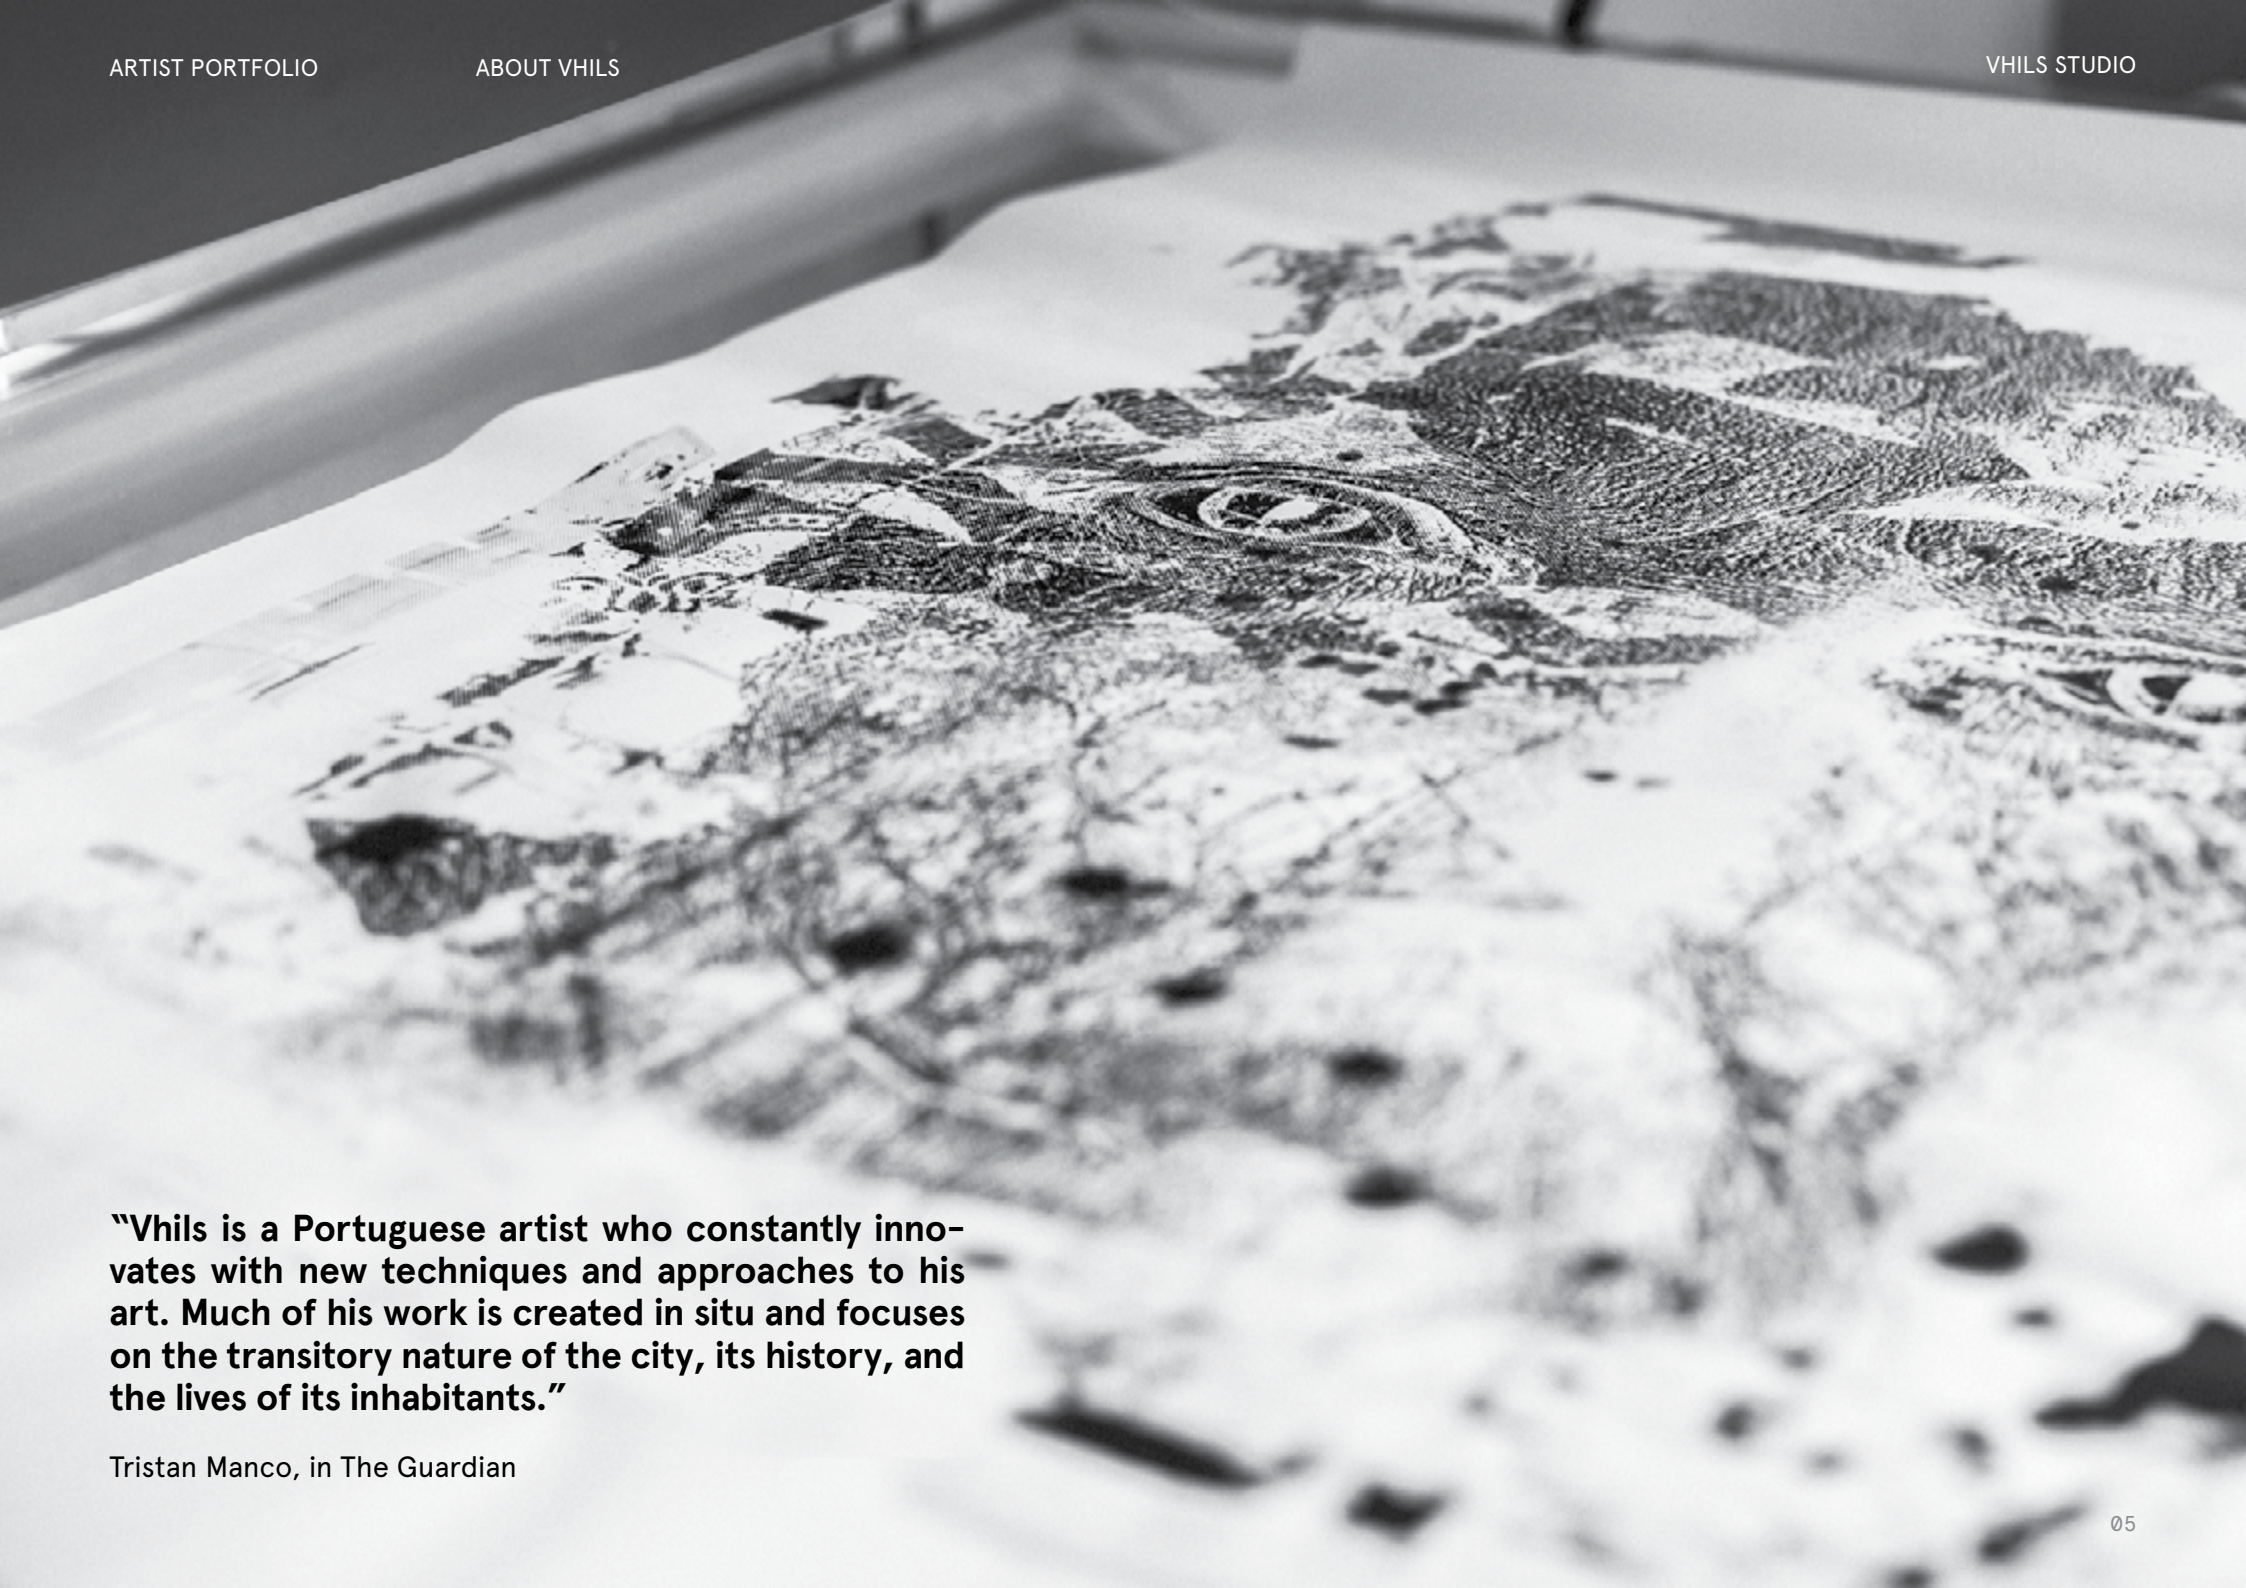 ARTIST PORTFOLIO ABOUT VHILS VHILS STUDIO
“Vhils is a Portuguese artist who constantly inno-
vates with new techniques and approaches to his
art. Much of his work is created in situ and focuses
on the transitory nature of the city, its history, and
the lives of its inhabitants.”
Tristan Manco, in The Guardian
05